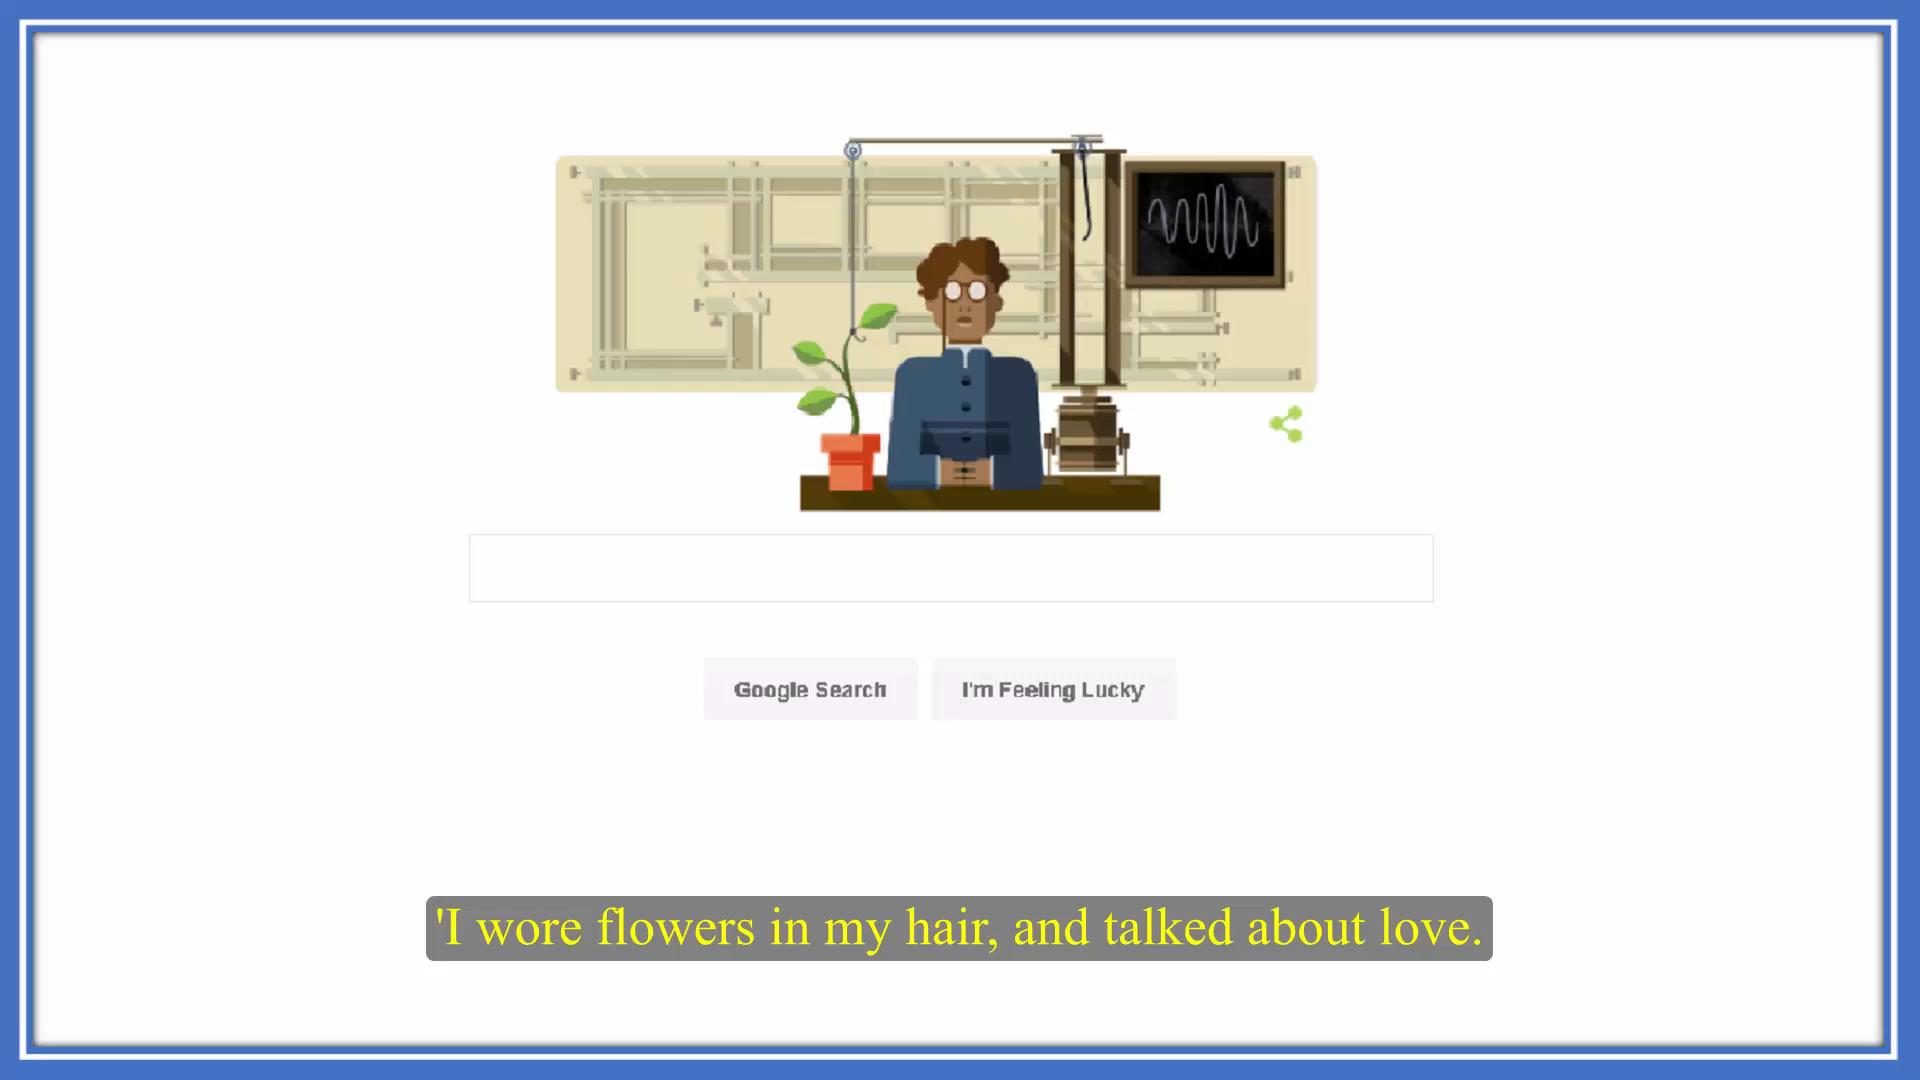 Google Search
I'm Feeling Lucky
'I wore flowers in my hair, and talked about love.